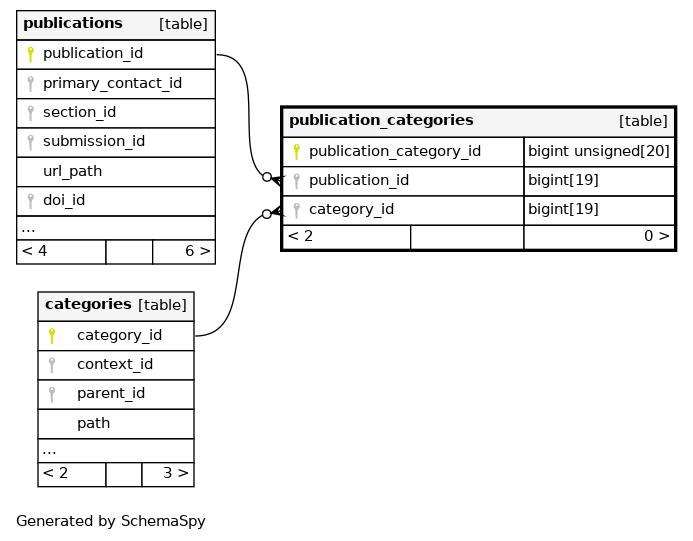 publications [table]
publication_id
primary_contact_id
section_id
submission_id
url_path
doi_id
...
< 4 6 >
publication_categories [table]
publication_category_id bigint unsigned[20]
publication_id bigint[19]
category_id bigint[19]
< 2 0 >
categories [table]
category_id
context_id
parent_id
path
...
< 2 3 >
Generated by SchemaSpy